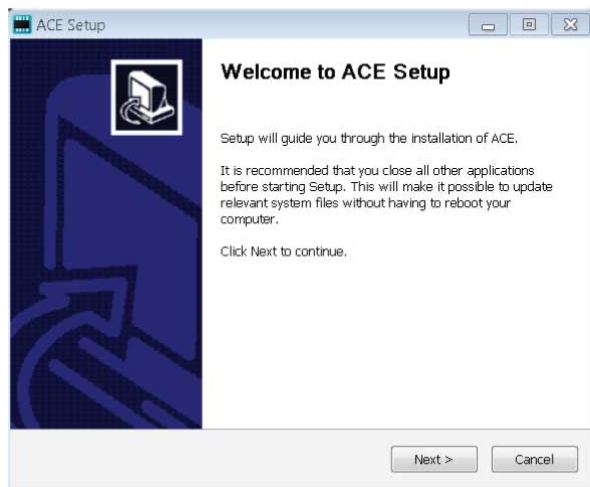 ACE Setup
Welcome to ACE Setup
Setup will guide you through the installation of ACE.
It is recommended that you close all other applications
before starting Setup. This will make it possible to update
relevant system files without having to reboot your
computer.
Click Next to continue.
Next >
Cancel